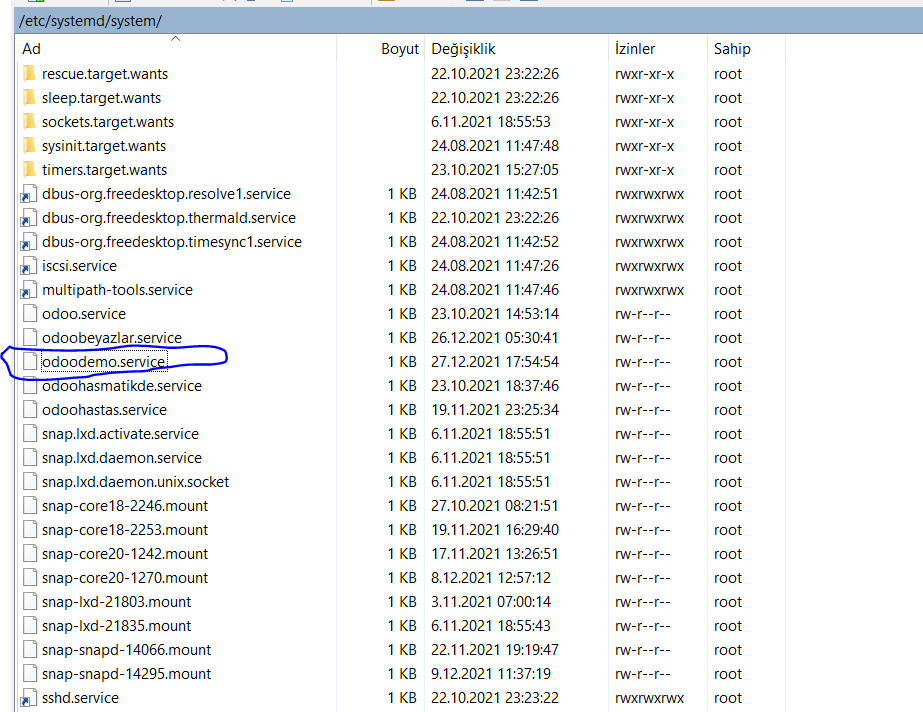 /etc/systemd/system/
Ad Boyut Değişiklik İzinler Sahip
rescue.target.wants 22.10.2021 23:22:26 rwxr-xr-x root
sleep.target.wants 22.10.2021 23:22:26 rwxr-xr-x root
sockets.target.wants 6.11.2021 18:55:53 rwxr-xr-x root
sysinit.target.wants 24.08.2021 11:47:48 rwxr-xr-x root
timers.target.wants 23.10.2021 15:27:05 rwxr-xr-x root
dbus-org.freedesktop.resolve1.service 1 KB 24.08.2021 11:42:51 rwxrwxrwx root
dbus-org.freedesktop.thermald.service 1 KB 22.10.2021 23:22:26 rwxrwxrwx root
dbus-org.freedesktop.timesync1.service 1 KB 24.08.2021 11:42:52 rwxrwxrwx root
iscsi.service 1 KB 24.08.2021 11:47:26 rwxrwxrwx root
multipath-tools.service 1 KB 24.08.2021 11:47:46 rwxrwxrwx root
odoo.service 1 KB 23.10.2021 14:53:14 rw-r--r-- root
odoobeyazlar.service 1 KB 26.12.2021 05:30:41 rw-r--r-- root
odoodemo.service 1 KB 27.12.2021 17:54:54 rw-r--r-- root
odoohasmatikde.service 1 KB 23.10.2021 18:37:46 rw-r--r-- root
odoohastas.service 1 KB 19.11.2021 23:25:34 rw-r--r-- root
snap.lxd.activate.service 1 KB 6.11.2021 18:55:51 rw-r--r-- root
snap.lxd.daemon.service 1 KB 6.11.2021 18:55:51 rw-r--r-- root
snap.lxd.daemon.unix.socket 1 KB 6.11.2021 18:55:51 rw-r--r-- root
snap-core18-2246.mount 1 KB 27.10.2021 08:21:51 rw-r--r-- root
snap-core18-2253.mount 1 KB 19.11.2021 16:29:40 rw-r--r-- root
snap-core20-1242.mount 1 KB 17.11.2021 13:26:51 rw-r--r-- root
snap-core20-1270.mount 1 KB 8.12.2021 12:57:12 rw-r--r-- root
snap-lxd-21803.mount 1 KB 3.11.2021 07:00:14 rw-r--r-- root
snap-lxd-21835.mount 1 KB 6.11.2021 18:55:43 rw-r--r-- root
snap-snapd-14066.mount 1 KB 22.11.2021 19:19:47 rw-r--r-- root
snap-snapd-14295.mount 1 KB 9.12.2021 11:37:19 rw-r--r-- root
sshd.service 1 KB 22.10.2021 23:23:22 rwxrwxrwx root